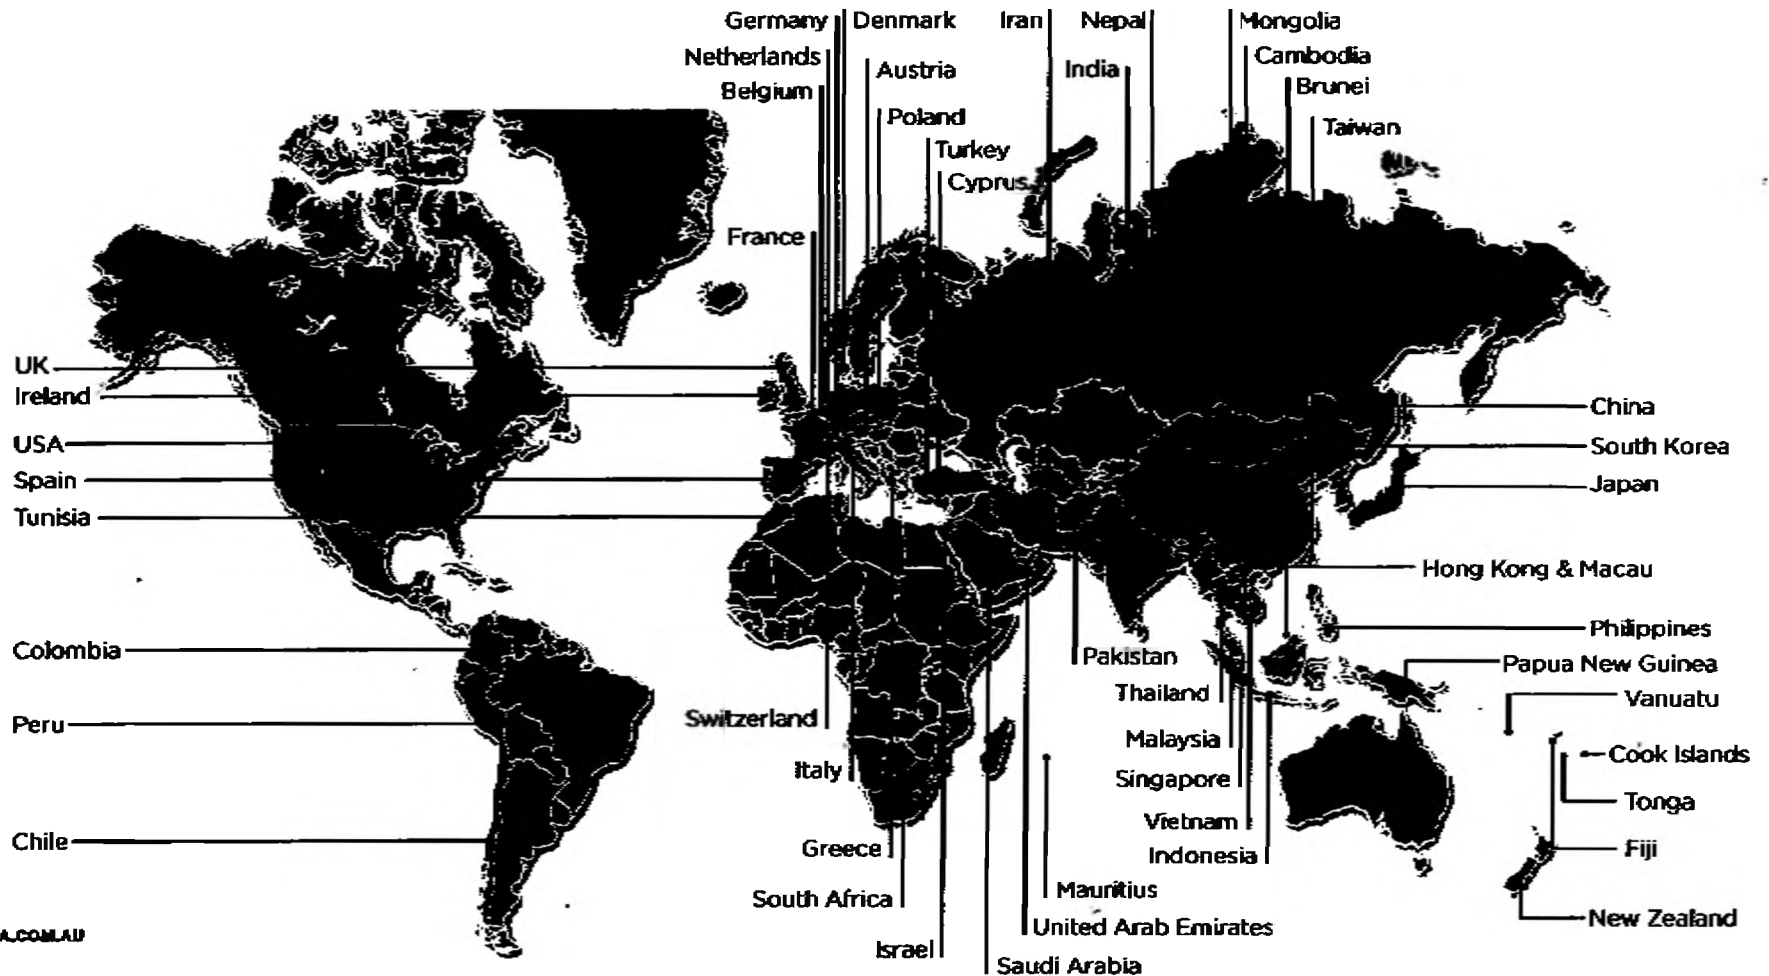 Germany
Denmark
Iran
Nepal
Mongolia
Netherlands
Cambodia
Austria
India
Belgium
Brunei
Poland
Taiwan
Turkey
Cyprus
France
UK
Ireland
China
USA
South Korea
Spain
Japan
Tunisia
Hong Kong & Macau
Philippines
Colombia
Pakistan
Papua New Guinea
Thailand
Vanuatu
Switzerland
Peru
Malaysia
Cook Islands
Italy
Singapore
Tonga
Vietnam
Chile
Greece
Indonesia
Fiji
Mauritius
South Africa
New Zealand
United Arab Emirates
A.COM.AU
Israel
Saudi Arabia